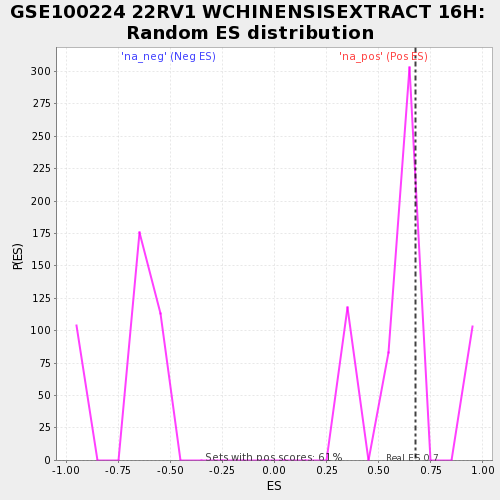 GSE100224 22RV1 WCHINENSISEXTRACT 16H:
Random ES distribution
'na_neg' (Neg ES)
'na_pos' (Pos ES)
300
275
250
225
200
175
150
125
100
75
50
25
0
P(ES)
Sets with pos scores: 61%
Real ES 0.7
-1.00
-0.75
-0.50
-0.25
0.00
0.25
0.50
0.75
1.00
ES